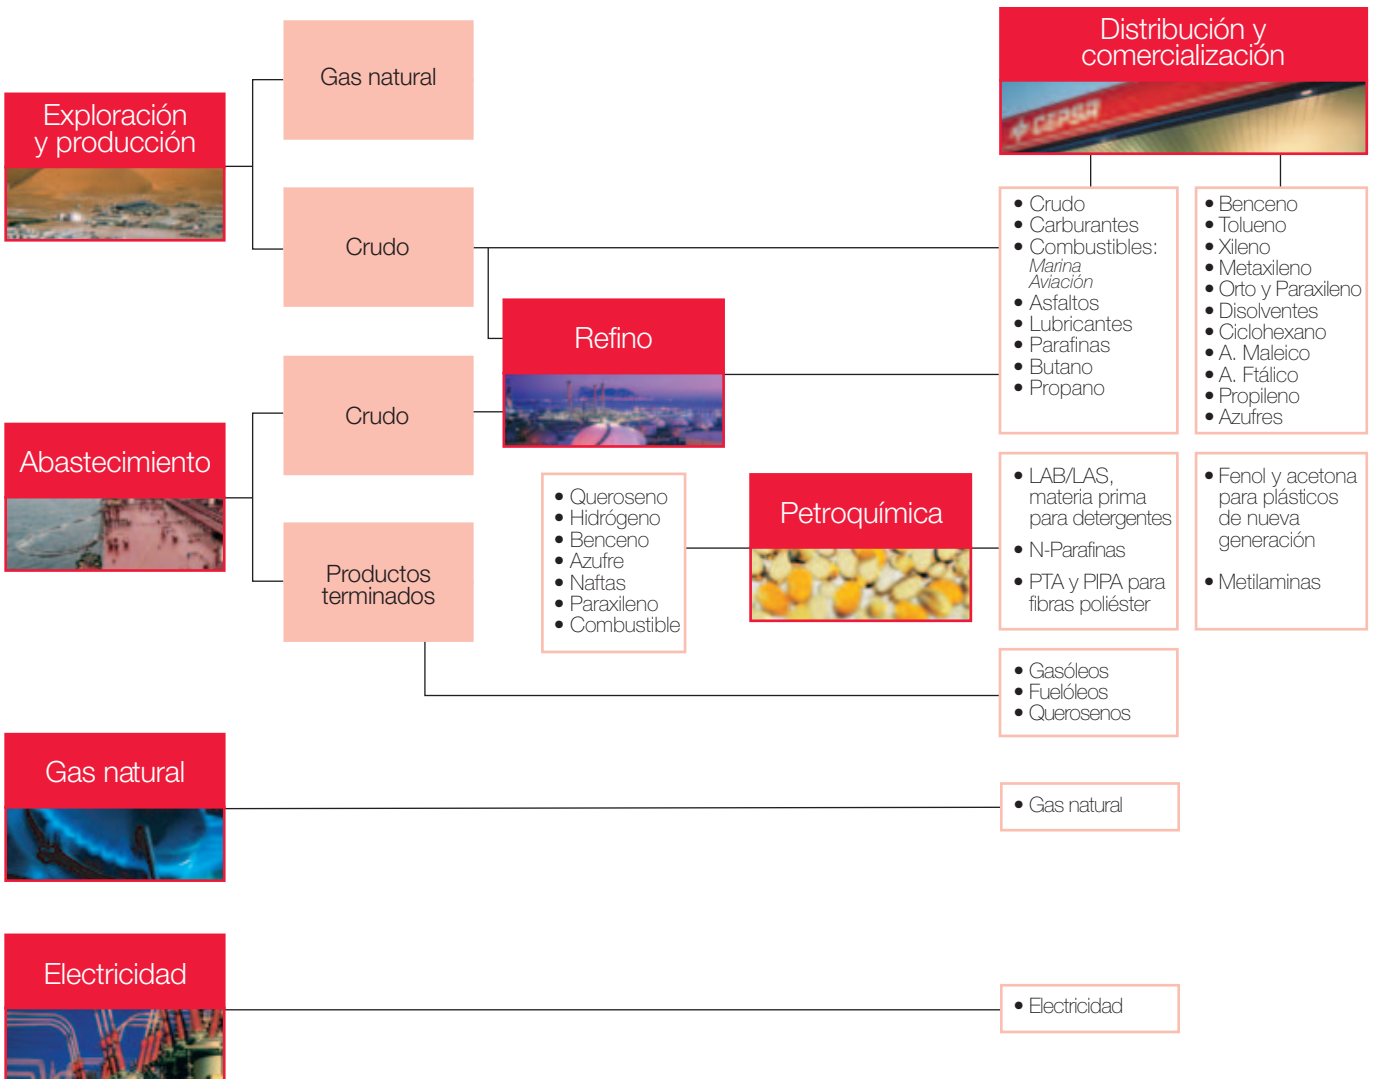 Exploración
y producción
Gas natural
Crudo
Abastecimiento
Crudo
Productos
terminados
Refino
• Queroseno
• Hidrógeno
• Benceno
• Azufre
• Naftas
• Paraxileno
• Combustible
Petroquímica
Distribución y
comercialización
CEPSA
• Crudo
• Carburantes
• Combustibles:
Marina
Aviación
• Asfaltos
• Lubricantes
• Parafinas
• Butano
• Propano
• Benceno
• Tolueno
• Xileno
• Metaxileno
• Orto y Paraxileno
• Disolventes
• Ciclohexano
• A. Maleico
• A. Ftálico
• Propileno
• Azufres
• LAB/LAS,
materia prima
para detergentes
• N-Parafinas
• PTA y PIPA para
fibras poliéster
• Fenol y acetona
para plásticos
de nueva
generación
• Metilaminas
• Gasóleos
• Fuelóleos
• Querosenos
Gas natural
• Gas natural
Electricidad
• Electricidad